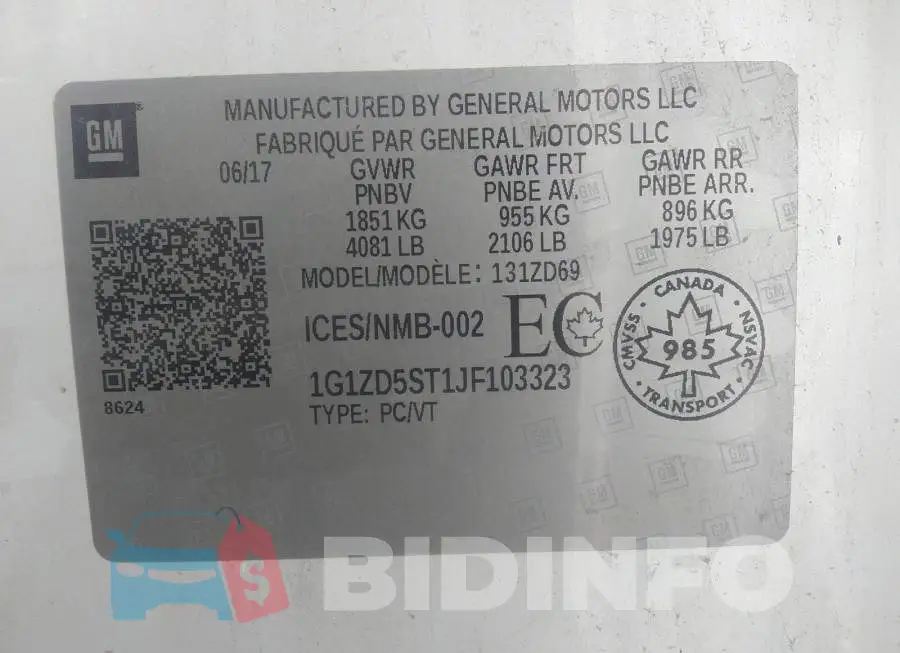 GM
MANUFACTURED BY GENERAL MOTORS LLC
FABRIQUÉ PAR GENERAL MOTORS LLC
06/17 GVWR GAWR FRT GAWR RR
PNBV PNBE AV. PNBE ARR.
1851 KG 955 KG 896 KG
4081 LB 2106 LB 1975 LB
MODEL/MODÈLE: 131ZD69
ICES/NMB-002 EC
CANADA
CMVSS 985 NSVAC
TRANSPORT
1G1ZD5ST1JF103323
8624 TYPE: PC/VT
$ BIDINFO